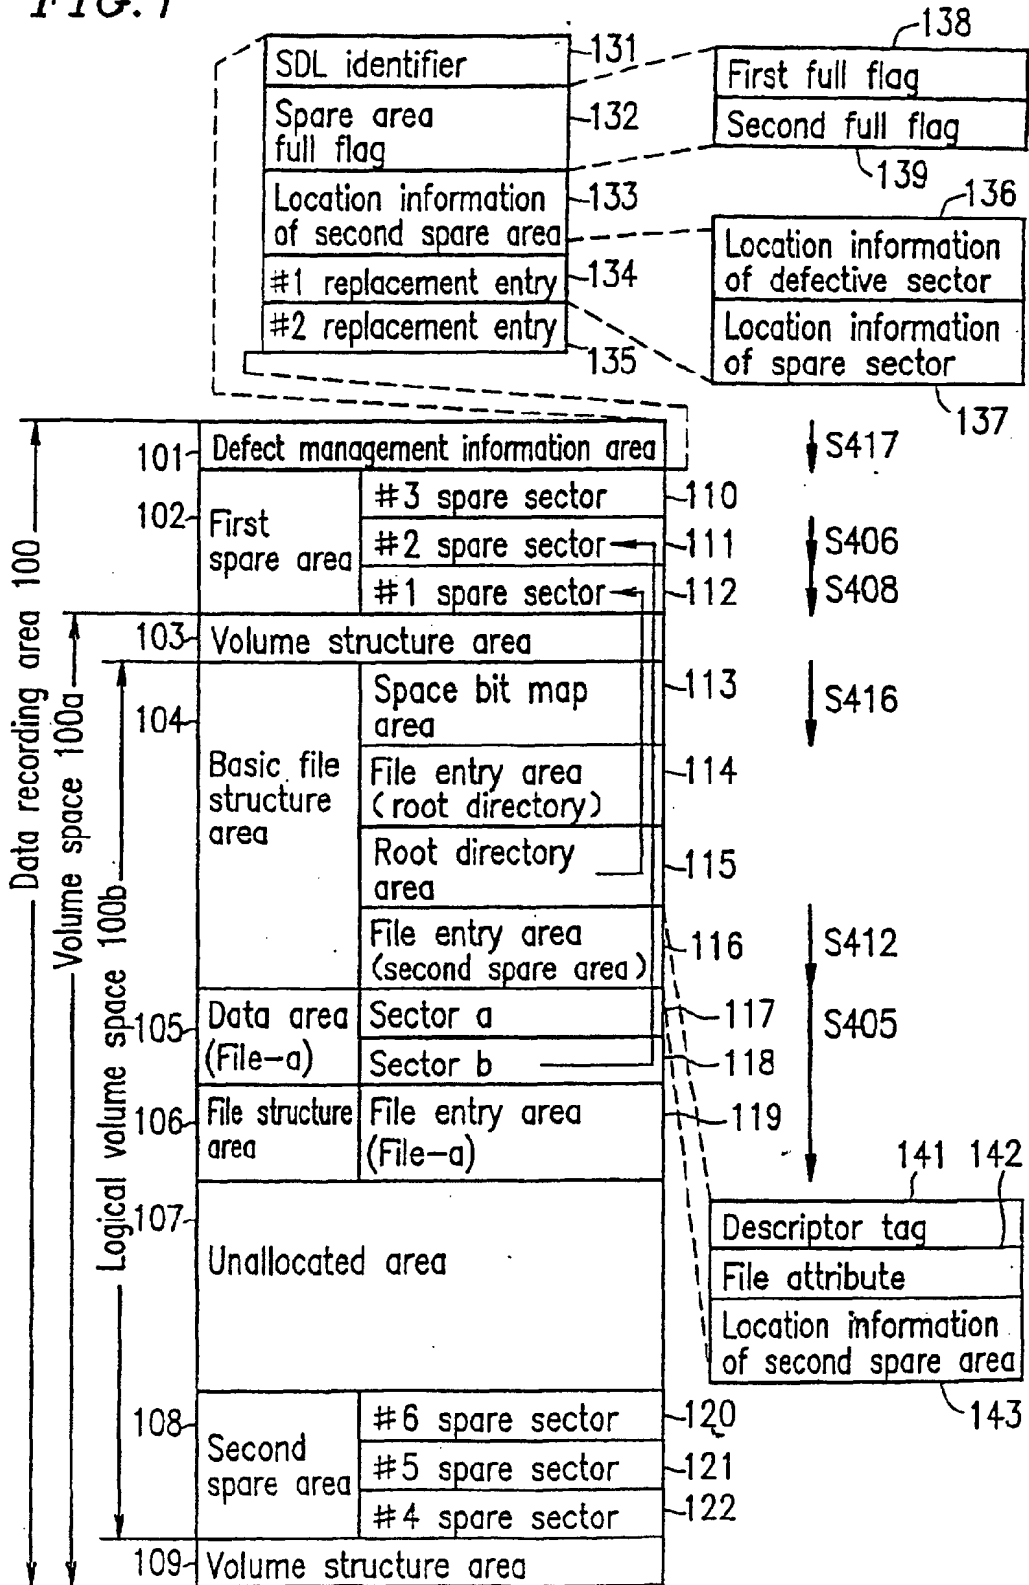 FIG. 1
SDL identifier
131
Spare area
full flag
132
Location information
of second spare area
133
#1 replacement entry
134
#2 replacement entry
135
138
First full flag
Second full flag
139
136
Location information
of defective sector
Location information
of spare sector
137
Data recording area 100
Volume space 100a
Logical volume space 100b
101
Defect management information area
S417
102
First
spare area
#3 spare sector
110
#2 spare sector
111
S406
#1 spare sector
112
S408
103
Volume structure area
104
Basic file
structure
area
Space bit map
area
113
S416
File entry area
(root directory)
114
Root directory
area
115
File entry area
(second spare area)
116
S412
105
Data area
(File-a)
Sector a
117
S405
Sector b
118
106
File structure
area
File entry area
(File-a)
119
107
Unallocated area
141
142
Descriptor tag
File attribute
Location information
of second spare area
143
108
Second
spare area
#6 spare sector
120
#5 spare sector
121
#4 spare sector
122
109
Volume structure area